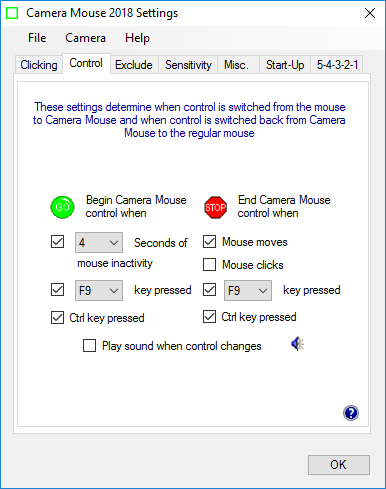 Camera Mouse 2018 Settings
File Camera Help
Clicking Control Exclude Sensitivity Misc. Start-Up 5-4-3-2-1
These settings determine when control is switched from the mouse
to Camera Mouse and when control is switched back from Camera
Mouse to the regular mouse
GO Begin Camera Mouse
control when
STOP End Camera Mouse
control when
4 Seconds of
mouse inactivity
Mouse moves
Mouse clicks
F9 key pressed
F9 key pressed
Ctrl key pressed
Ctrl key pressed
Play sound when control changes
?
OK